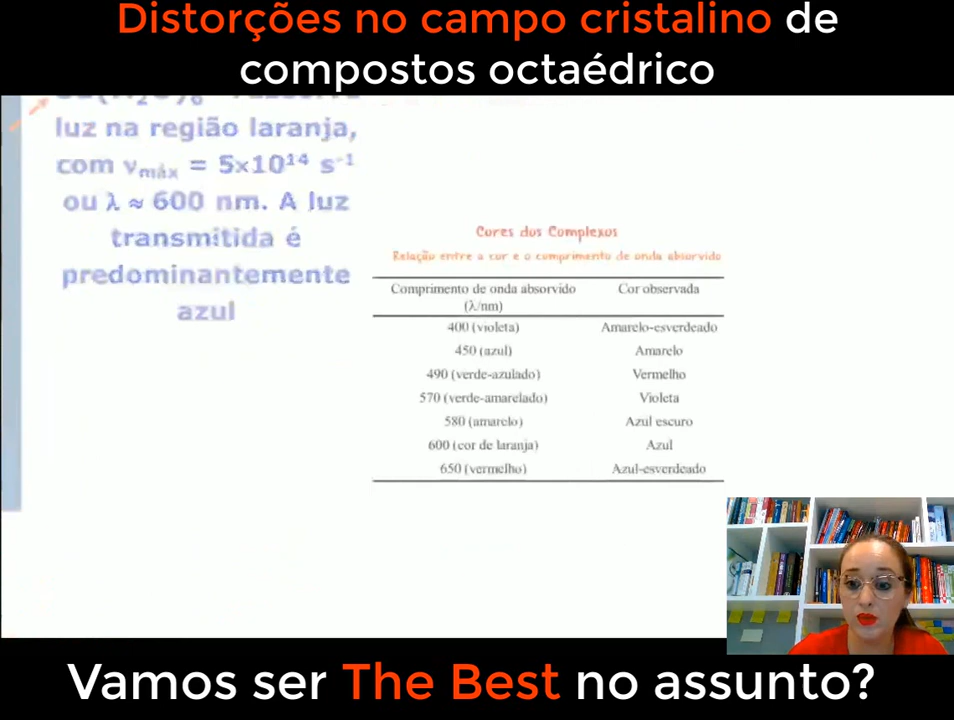 Distorções no campo cristalino de
compostos octaédrico
luz na região laranja,
com νmáx = 5x10¹⁴ s⁻¹
ou λ ≈ 600 nm. A luz
transmitida é
predominantemente
azul
Cores dos Complexos
Relação entre a cor e o comprimento de onda absorvido
Comprimento de onda absorvido (λ/nm) Cor observada
400 (violeta) Amarelo-esverdeado
450 (azul) Amarelo
490 (verde-azulado) Vermelho
570 (verde-amarelado) Violeta
580 (amarelo) Azul escuro
600 (cor de laranja) Azul
650 (vermelho) Azul-esverdeado
Vamos ser The Best no assunto?